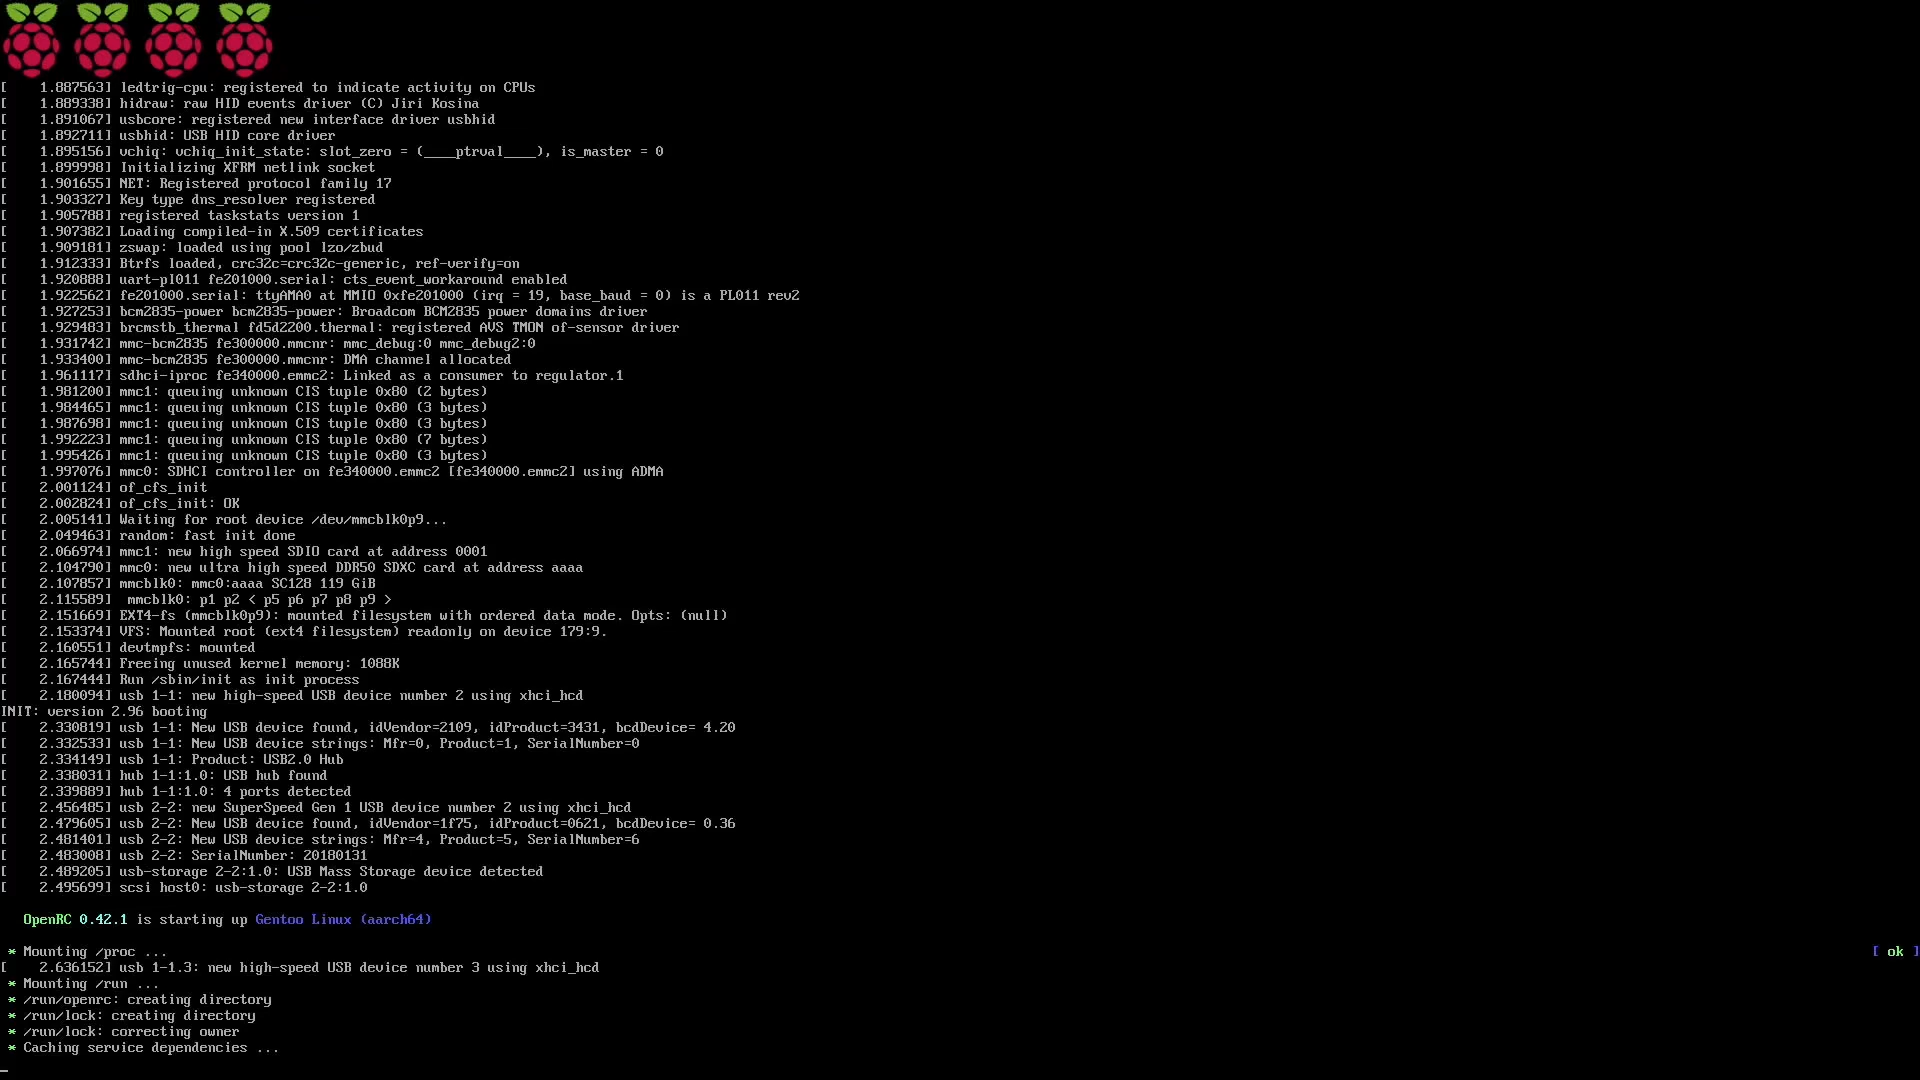 [    1.887563] ledtrig-cpu: registered to indicate activity on CPUs
[    1.889338] hidraw: raw HID events driver (C) Jiri Kosina
[    1.891067] usbcore: registered new interface driver usbhid
[    1.892711] usbhid: USB HID core driver
[    1.895156] vchiq: vchiq_init_state: slot_zero = (____ptrval____), is_master = 0
[    1.899998] Initializing XFRM netlink socket
[    1.901655] NET: Registered protocol family 17
[    1.903327] Key type dns_resolver registered
[    1.905788] registered taskstats version 1
[    1.907382] Loading compiled-in X.509 certificates
[    1.909181] zswap: loaded using pool lzo/zbud
[    1.912333] Btrfs loaded, crc32c=crc32c-generic, ref-verify=on
[    1.920888] uart-pl011 fe201000.serial: cts_event_workaround enabled
[    1.922562] fe201000.serial: ttyAMA0 at MMIO 0xfe201000 (irq = 19, base_baud = 0) is a PL011 rev2
[    1.927253] bcm2835-power bcm2835-power: Broadcom BCM2835 power domains driver
[    1.929483] brcmstb_thermal fd5d2200.thermal: registered AVS TMON of-sensor driver
[    1.931742] mmc-bcm2835 fe300000.mmcnr: mmc_debug:0 mmc_debug2:0
[    1.933400] mmc-bcm2835 fe300000.mmcnr: DMA channel allocated
[    1.961117] sdhci-iproc fe340000.emmc2: Linked as a consumer to regulator.1
[    1.981200] mmc1: queuing unknown CIS tuple 0x80 (2 bytes)
[    1.984465] mmc1: queuing unknown CIS tuple 0x80 (3 bytes)
[    1.987698] mmc1: queuing unknown CIS tuple 0x80 (3 bytes)
[    1.992223] mmc1: queuing unknown CIS tuple 0x80 (7 bytes)
[    1.995426] mmc1: queuing unknown CIS tuple 0x80 (3 bytes)
[    1.997076] mmc0: SDHCI controller on fe340000.emmc2 [fe340000.emmc2] using ADMA
[    2.001124] of_cfs_init
[    2.002824] of_cfs_init: OK
[    2.005141] Waiting for root device /dev/mmcblk0p9...
[    2.049463] random: fast init done
[    2.066974] mmc1: new high speed SDIO card at address 0001
[    2.104790] mmc0: new ultra high speed DDR50 SDXC card at address aaaa
[    2.107857] mmcblk0: mmc0:aaaa SC128 119 GiB
[    2.115589]  mmcblk0: p1 p2 < p5 p6 p7 p8 p9 >
[    2.151669] EXT4-fs (mmcblk0p9): mounted filesystem with ordered data mode. Opts: (null)
[    2.153374] VFS: Mounted root (ext4 filesystem) readonly on device 179:9.
[    2.160551] devtmpfs: mounted
[    2.165744] Freeing unused kernel memory: 1088K
[    2.167444] Run /sbin/init as init process
[    2.180094] usb 1-1: new high-speed USB device number 2 using xhci_hcd
INIT: version 2.96 booting
[    2.330819] usb 1-1: New USB device found, idVendor=2109, idProduct=3431, bcdDevice= 4.20
[    2.332533] usb 1-1: New USB device strings: Mfr=0, Product=1, SerialNumber=0
[    2.334149] usb 1-1: Product: USB2.0 Hub
[    2.338031] hub 1-1:1.0: USB hub found
[    2.339889] hub 1-1:1.0: 4 ports detected
[    2.456485] usb 2-2: new SuperSpeed Gen 1 USB device number 2 using xhci_hcd
[    2.479605] usb 2-2: New USB device found, idVendor=1f75, idProduct=0621, bcdDevice= 0.36
[    2.481401] usb 2-2: New USB device strings: Mfr=4, Product=5, SerialNumber=6
[    2.483008] usb 2-2: SerialNumber: 20180131
[    2.489205] usb-storage 2-2:1.0: USB Mass Storage device detected
[    2.495699] scsi host0: usb-storage 2-2:1.0
OpenRC 0.42.1 is starting up Gentoo Linux (aarch64)
* Mounting /proc ... [ ok ]
[    2.636152] usb 1-1.3: new high-speed USB device number 3 using xhci_hcd
* Mounting /run ...
* /run/openrc: creating directory
* /run/lock: creating directory
* /run/lock: correcting owner
* Caching service dependencies ...
_